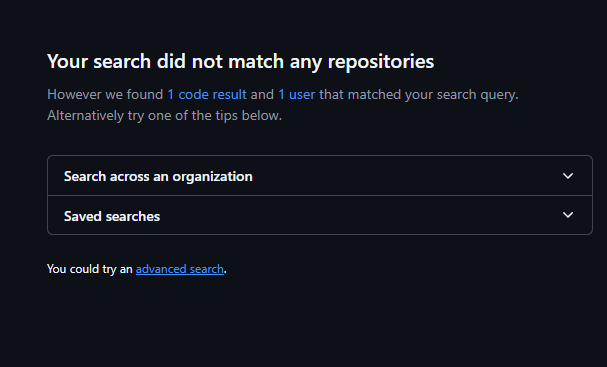 Your search did not match any repositories
However we found 1 code result and 1 user that matched your search query.
Alternatively try one of the tips below.
Search across an organization
Saved searches
You could try an advanced search.